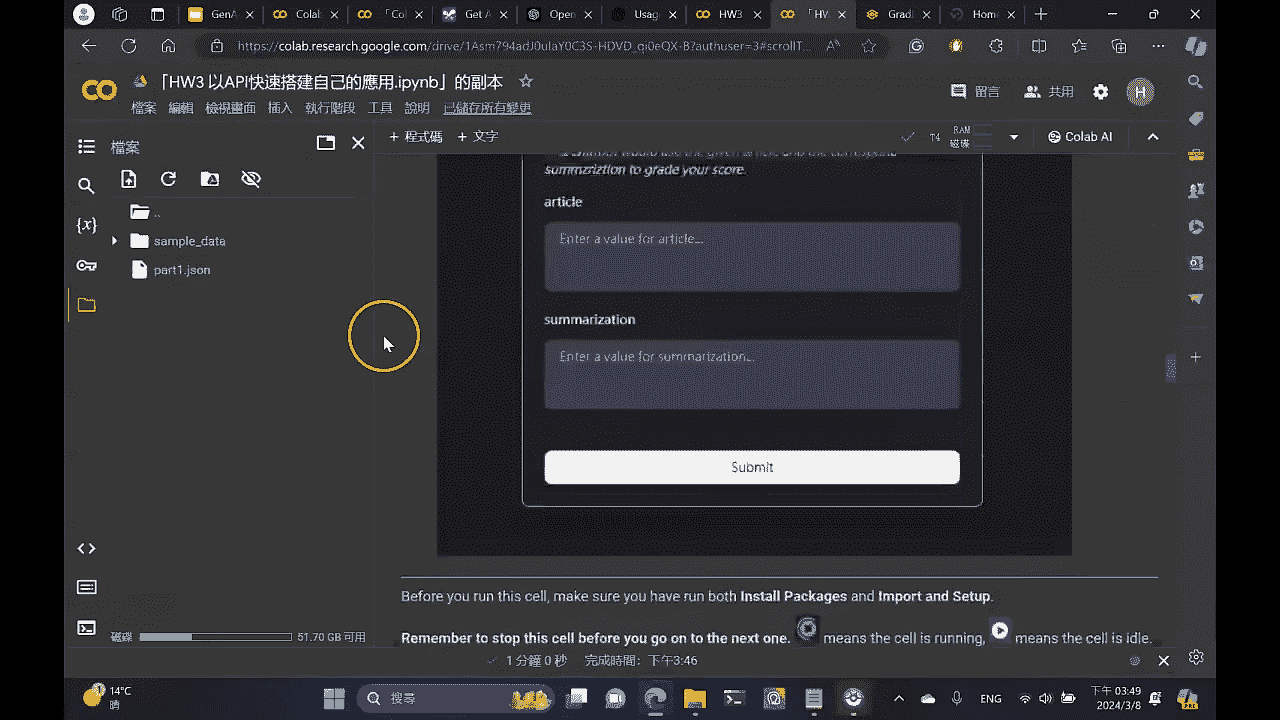 GenA
Colab
「Col
Get A
Open
Usag
HW3
「HW
Gradi
Home
https://colab.research.google.com/drive/1Asm794adJ0ulaY0C3S-HDVD_qi0eQX-B?authuser=3#scrollT...
「HW3 以API快速搭建自己的應用.ipynb」的副本
留言
共用
H
檔案 編輯 檢視畫面 插入 執行階段 工具 說明 已儲存所有變更
檔案
+ 程式碼 + 文字
T4
RAM
磁碟
Colab AI
summariztion to grade your score.
..
sample_data
part1.json
article
Enter a value for article...
summarization
Enter a value for summarization...
Submit
Before you run this cell, make sure you have run both Install Packages and Import and Setup.
Remember to stop this cell before you go on to the next one. means the cell is running, means the cell is idle.
磁碟 51.70 GB 可用
1 分鐘 0 秒 完成時間：下午3:46
14°C
晴
搜尋
ENG
下午 03:49
2024/3/8